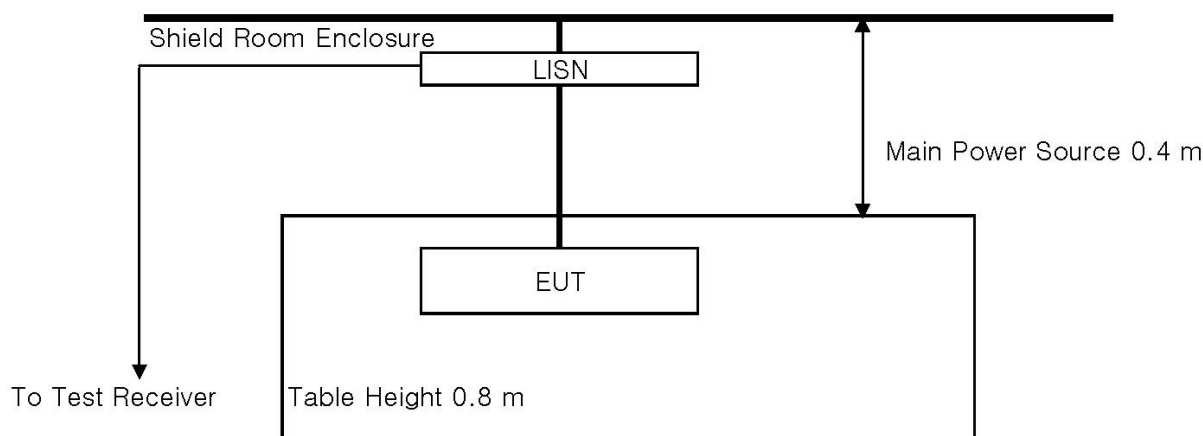 Shield Room Enclosure
LISN
Main Power Source 0.4 m
EUT
To Test Receiver
Table Height 0.8 m